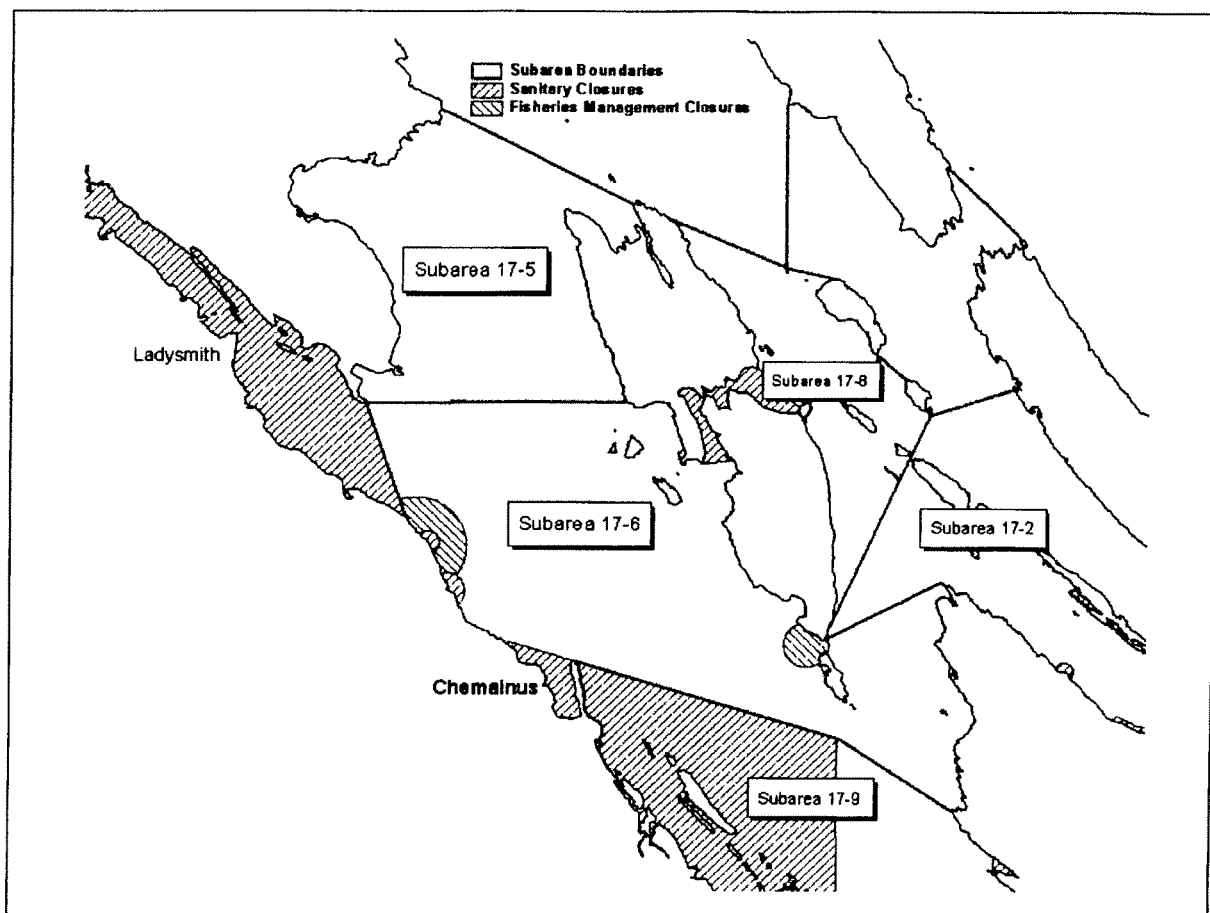 Subarea Boundaries
Sanitary Closures
Fisheries Management Closures
Subarea 17-5
Ladysmith
Subarea 17-8
Subarea 17-6
Subarea 17-2
Chemainus
Subarea 17-9